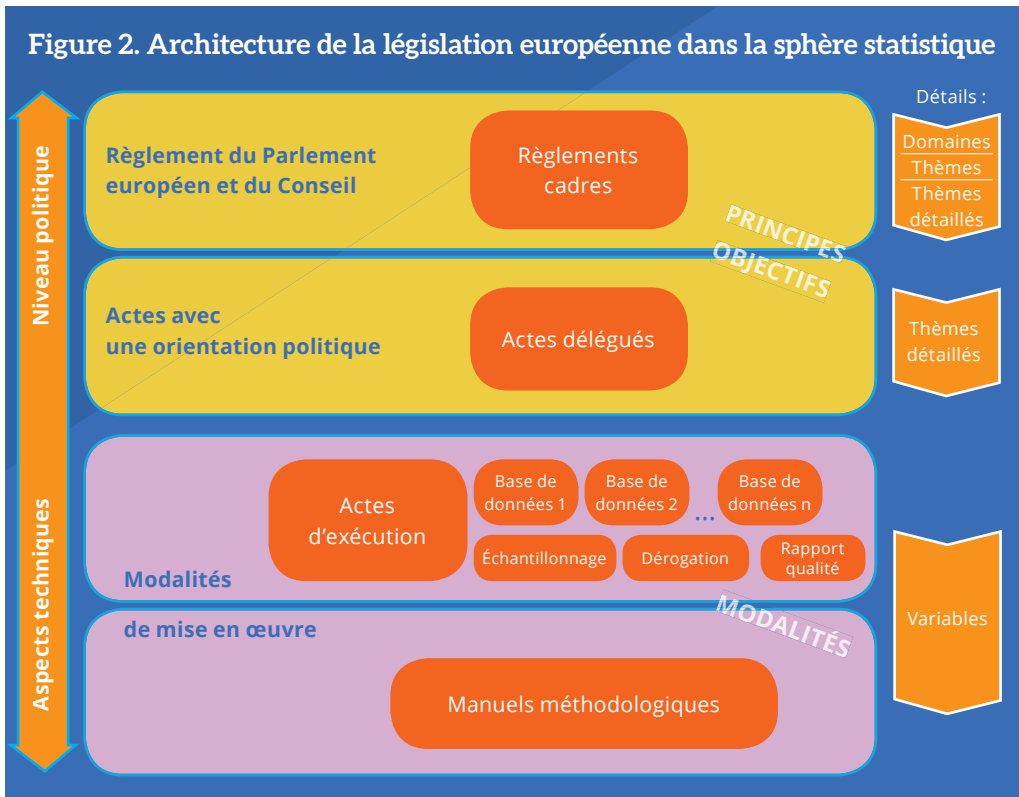 Figure 2. Architecture de la législation européenne dans la sphère statistique
Détails :
Niveau politique
Règlement du Parlement
européen et du Conseil
Règlements
cadres
Domaines
Thèmes
Thèmes
détaillés
PRINCIPES
OBJECTIFS
Actes avec
une orientation politique
Actes délégués
Thèmes
détaillés
Aspects techniques
Actes
d'exécution
Base de
données 1
Base de
données 2
...
Base de
données n
Échantillonnage
Dérogation
Rapport
qualité
Modalités
de mise en œuvre
MODALITÉS
Variables
Manuels méthodologiques